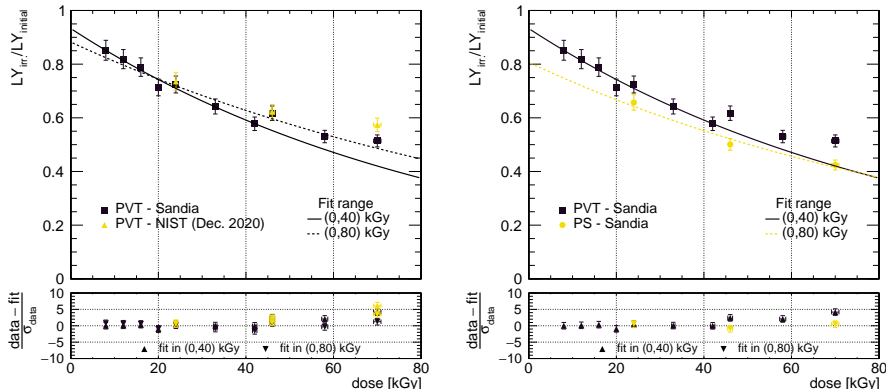 LY_irr./LY_initial
1
0.8
0.6
0.4
0.2
0
PVT - Sandia
PVT - NIST (Dec. 2020)
Fit range
(0,40) kGy
(0,80) kGy
data – fit
σ_data
10
5
0
−5
−10
fit in (0,40) kGy
fit in (0,80) kGy
0 20 40 60 80
dose [kGy]
LY_irr./LY_initial
1
0.8
0.6
0.4
0.2
0
PVT - Sandia
PS - Sandia
Fit range
(0,40) kGy
(0,80) kGy
data – fit
σ_data
10
5
0
−5
−10
fit in (0,40) kGy
fit in (0,80) kGy
0 20 40 60 80
dose [kGy]